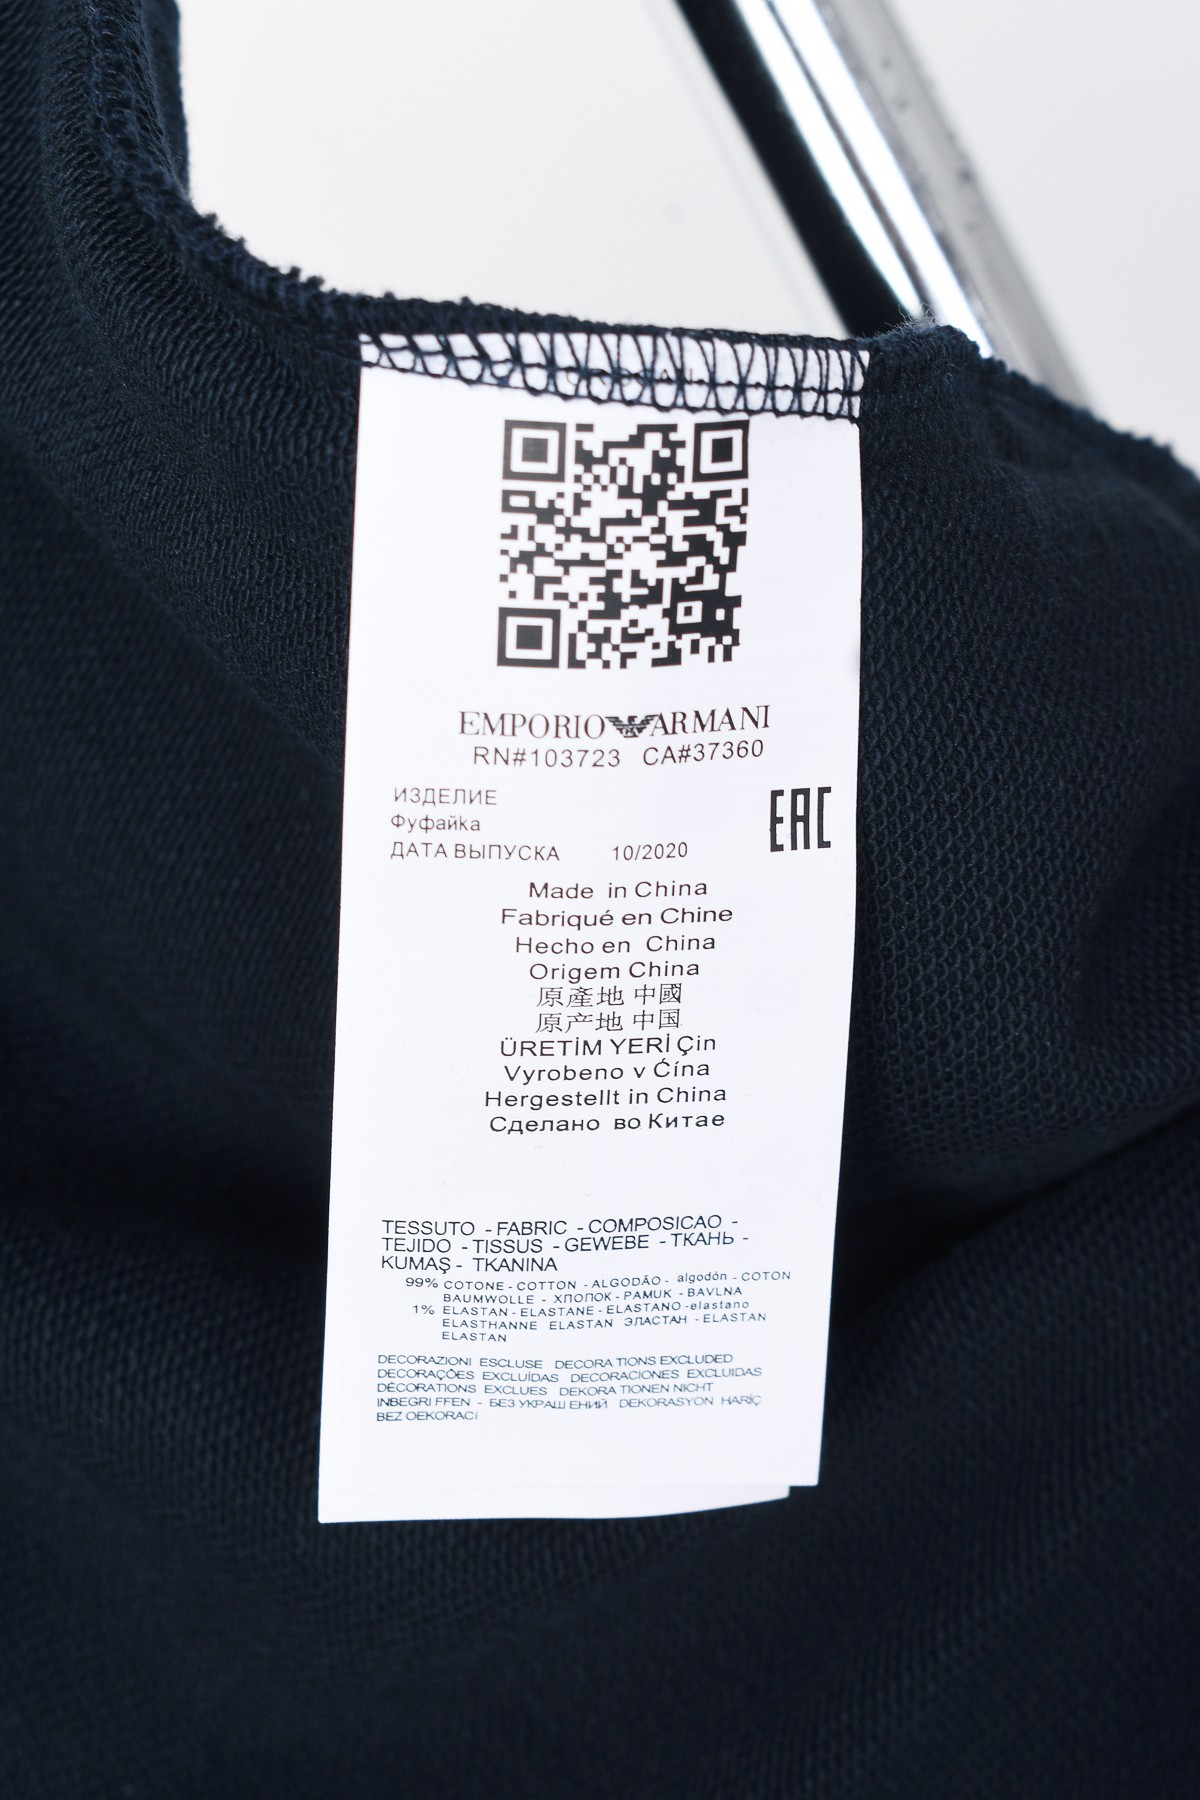 EMPORIO ARMANI
RN#103723 CA#37360
ИЗДЕЛИЕ
Фуфайка
ДАТА ВЫПУСКА 10/2020
EAC
Made in China
Fabriqué en Chine
Hecho en China
Origem China
原產地 中國
原产地 中国
ÜRETİM YERİ Çin
Vyrobeno v Ćína
Hergestellt in China
Сделано во Китае
TESSUTO - FABRIC - COMPOSICAO -
TEJIDO - TISSUS - GEWEBE - ТКАНЬ -
KUMAŞ - TKANINA
99% COTONE - COTTON - ALGODÃO - algodón - COTON
BAUMWOLLE - ХПОПОК - PAMUK - BAVLNA
1% ELASTAN - ELASTANE - ELASTANO - elastano
ELASTHANNE ELASTAN ЭЛАСТАН - ELASTAN
ELASTAN
DECORAZIONI ESCLUSE DECORA TIONS EXCLUDED
DECORAÇÕES EXCLUÍDAS DECORACIONES EXCLUIDAS
DÉCORATIONS EXCLUES DEKORA TIONEN NICHT
INBEGRI FFEN - БЕЗ УКРАШ ЕНИЙ DEKORASYON HARİÇ
BEZ OEKORACÍ